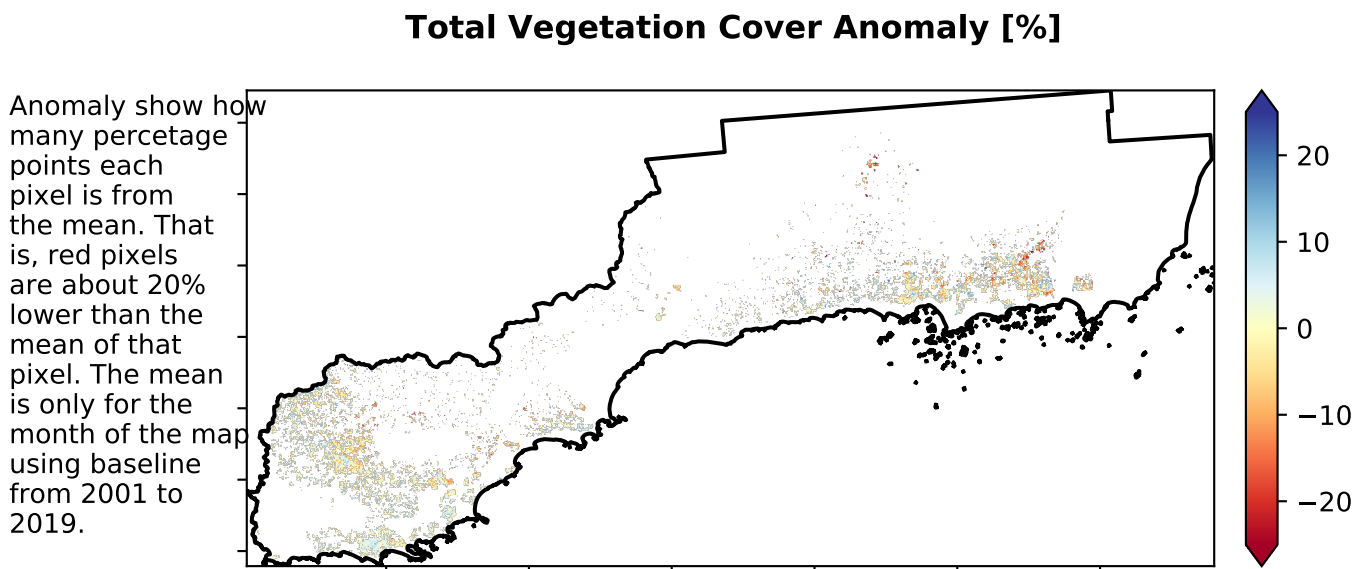 Total Vegetation Cover Anomaly [%]
Anomaly show how
many percetage
points each
pixel is from
the mean. That
is, red pixels
are about 20%
lower than the
mean of that
pixel. The mean
is only for the
month of the map
using baseline
from 2001 to
2019.
20
10
0
−10
−20